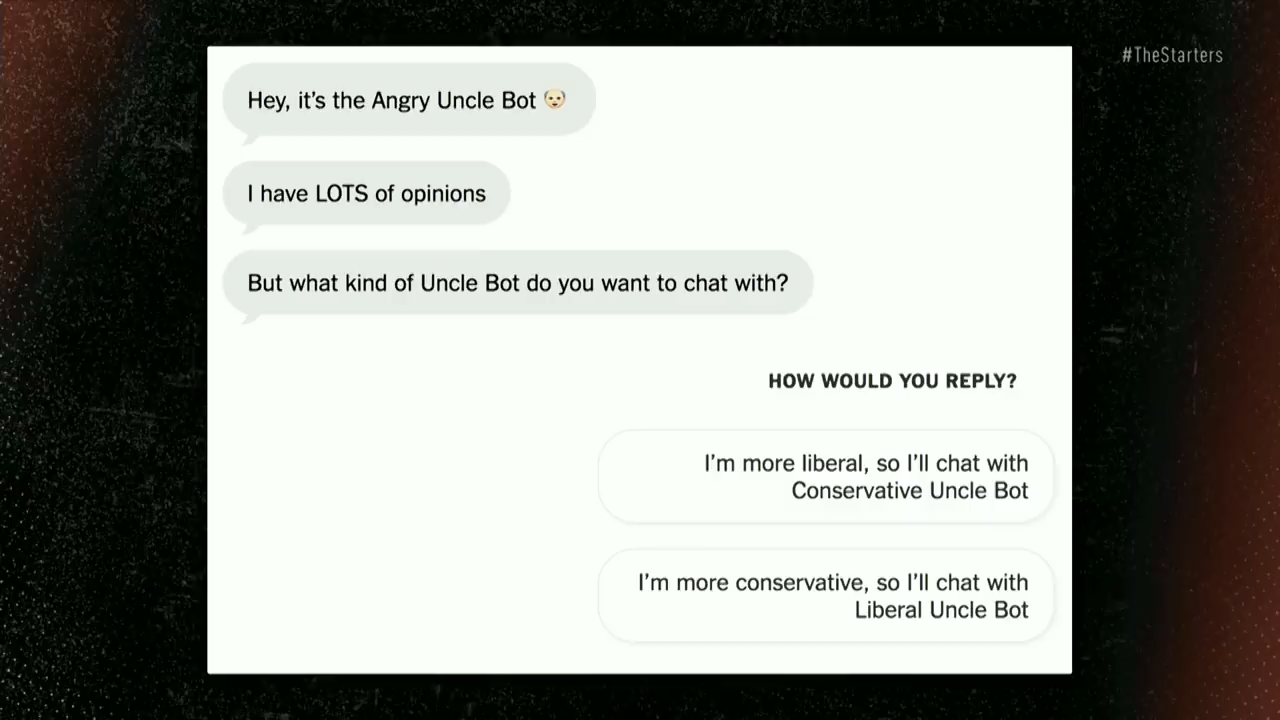 #TheStarters
Hey, it's the Angry Uncle Bot
I have LOTS of opinions
But what kind of Uncle Bot do you want to chat with?
HOW WOULD YOU REPLY?
I'm more liberal, so I'll chat with
Conservative Uncle Bot
I'm more conservative, so I'll chat with
Liberal Uncle Bot